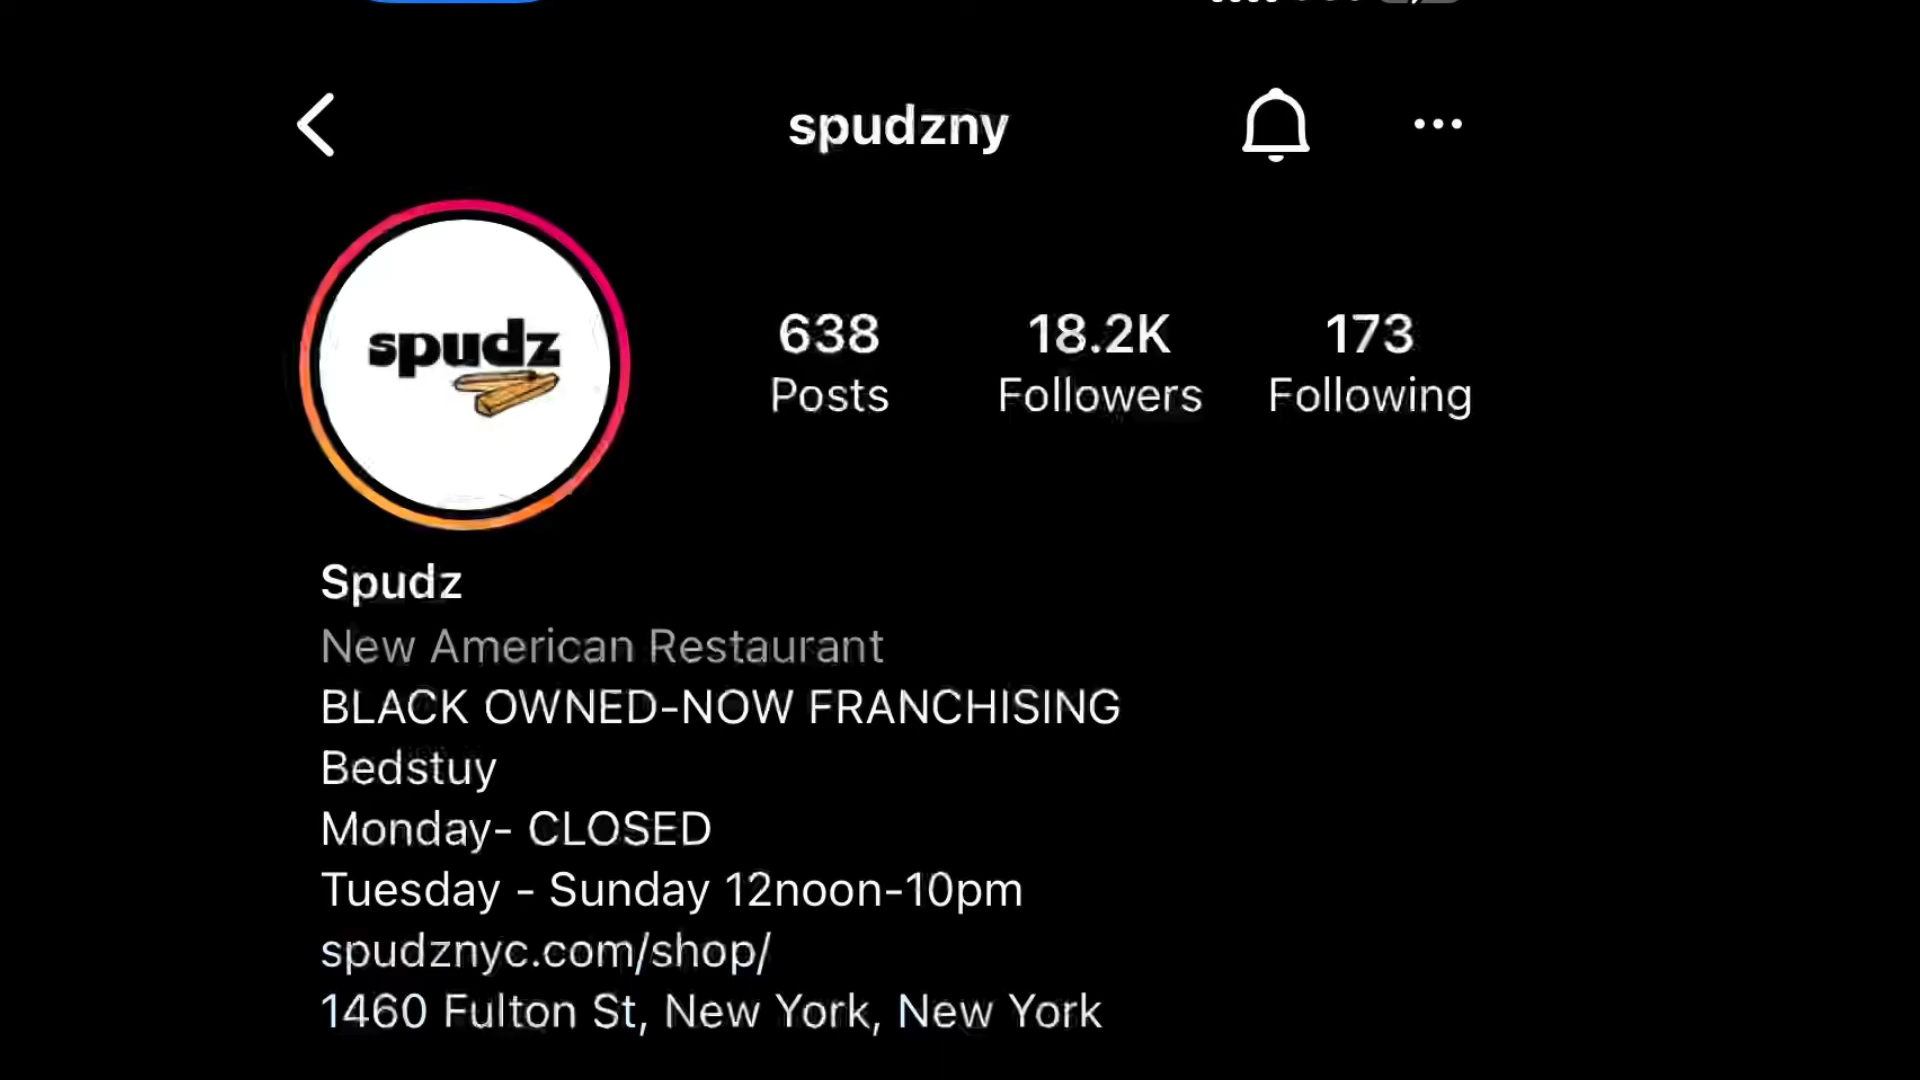 spudzny
spudz
638
18.2K
173
Posts
Followers
Following
Spudz
New American Restaurant
BLACK OWNED-NOW FRANCHISING
Bedstuy
Monday- CLOSED
Tuesday - Sunday 12noon-10pm
spudznyc.com/shop/
1460 Fulton St, New York, New York